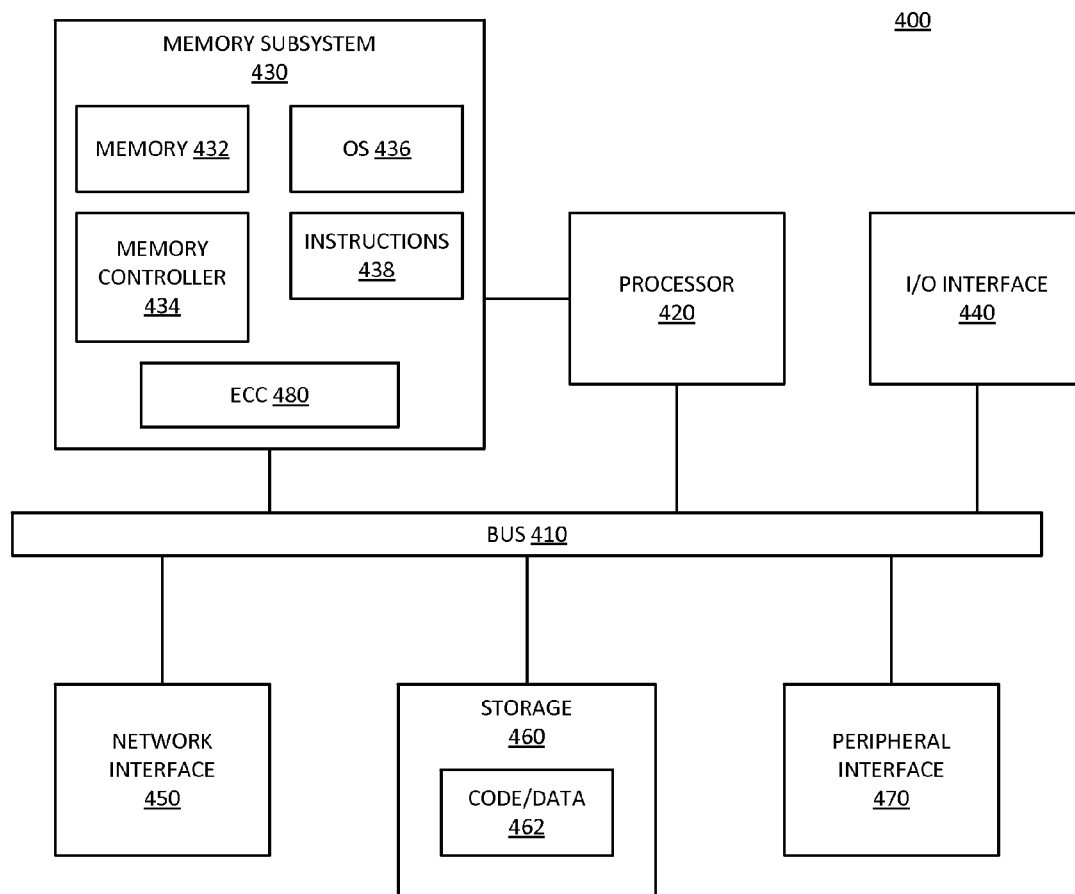 400
MEMORY SUBSYSTEM
430
MEMORY 432
OS 436
MEMORY
CONTROLLER
434
INSTRUCTIONS
438
ECC 480
PROCESSOR
420
I/O INTERFACE
440
BUS 410
NETWORK
INTERFACE
450
STORAGE
460
CODE/DATA
462
PERIPHERAL
INTERFACE
470